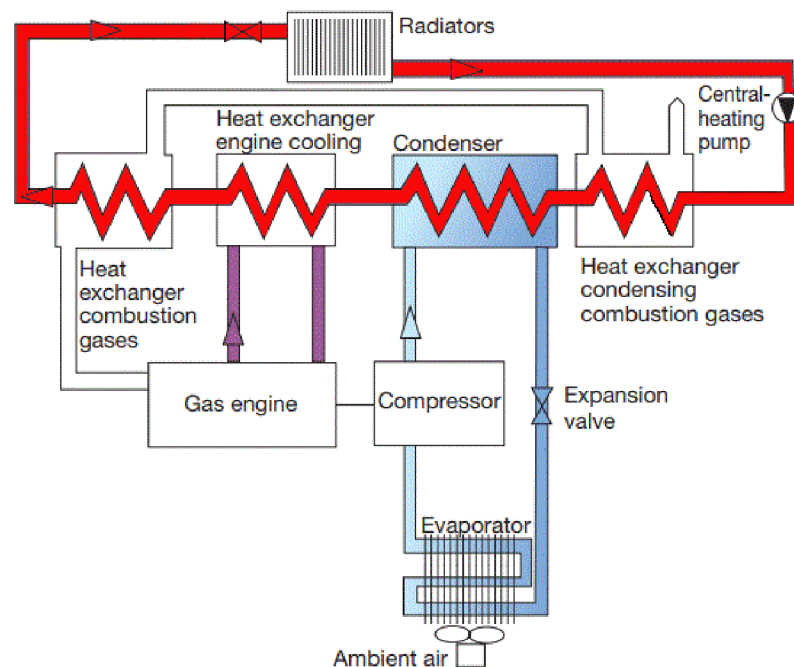 Radiators
Central-
heating
pump
Heat exchanger
engine cooling
Condenser
Heat
exchanger
combustion
gases
Heat exchanger
condensing
combustion gases
Gas engine
Compressor
Expansion
valve
Evaporator
Ambient air